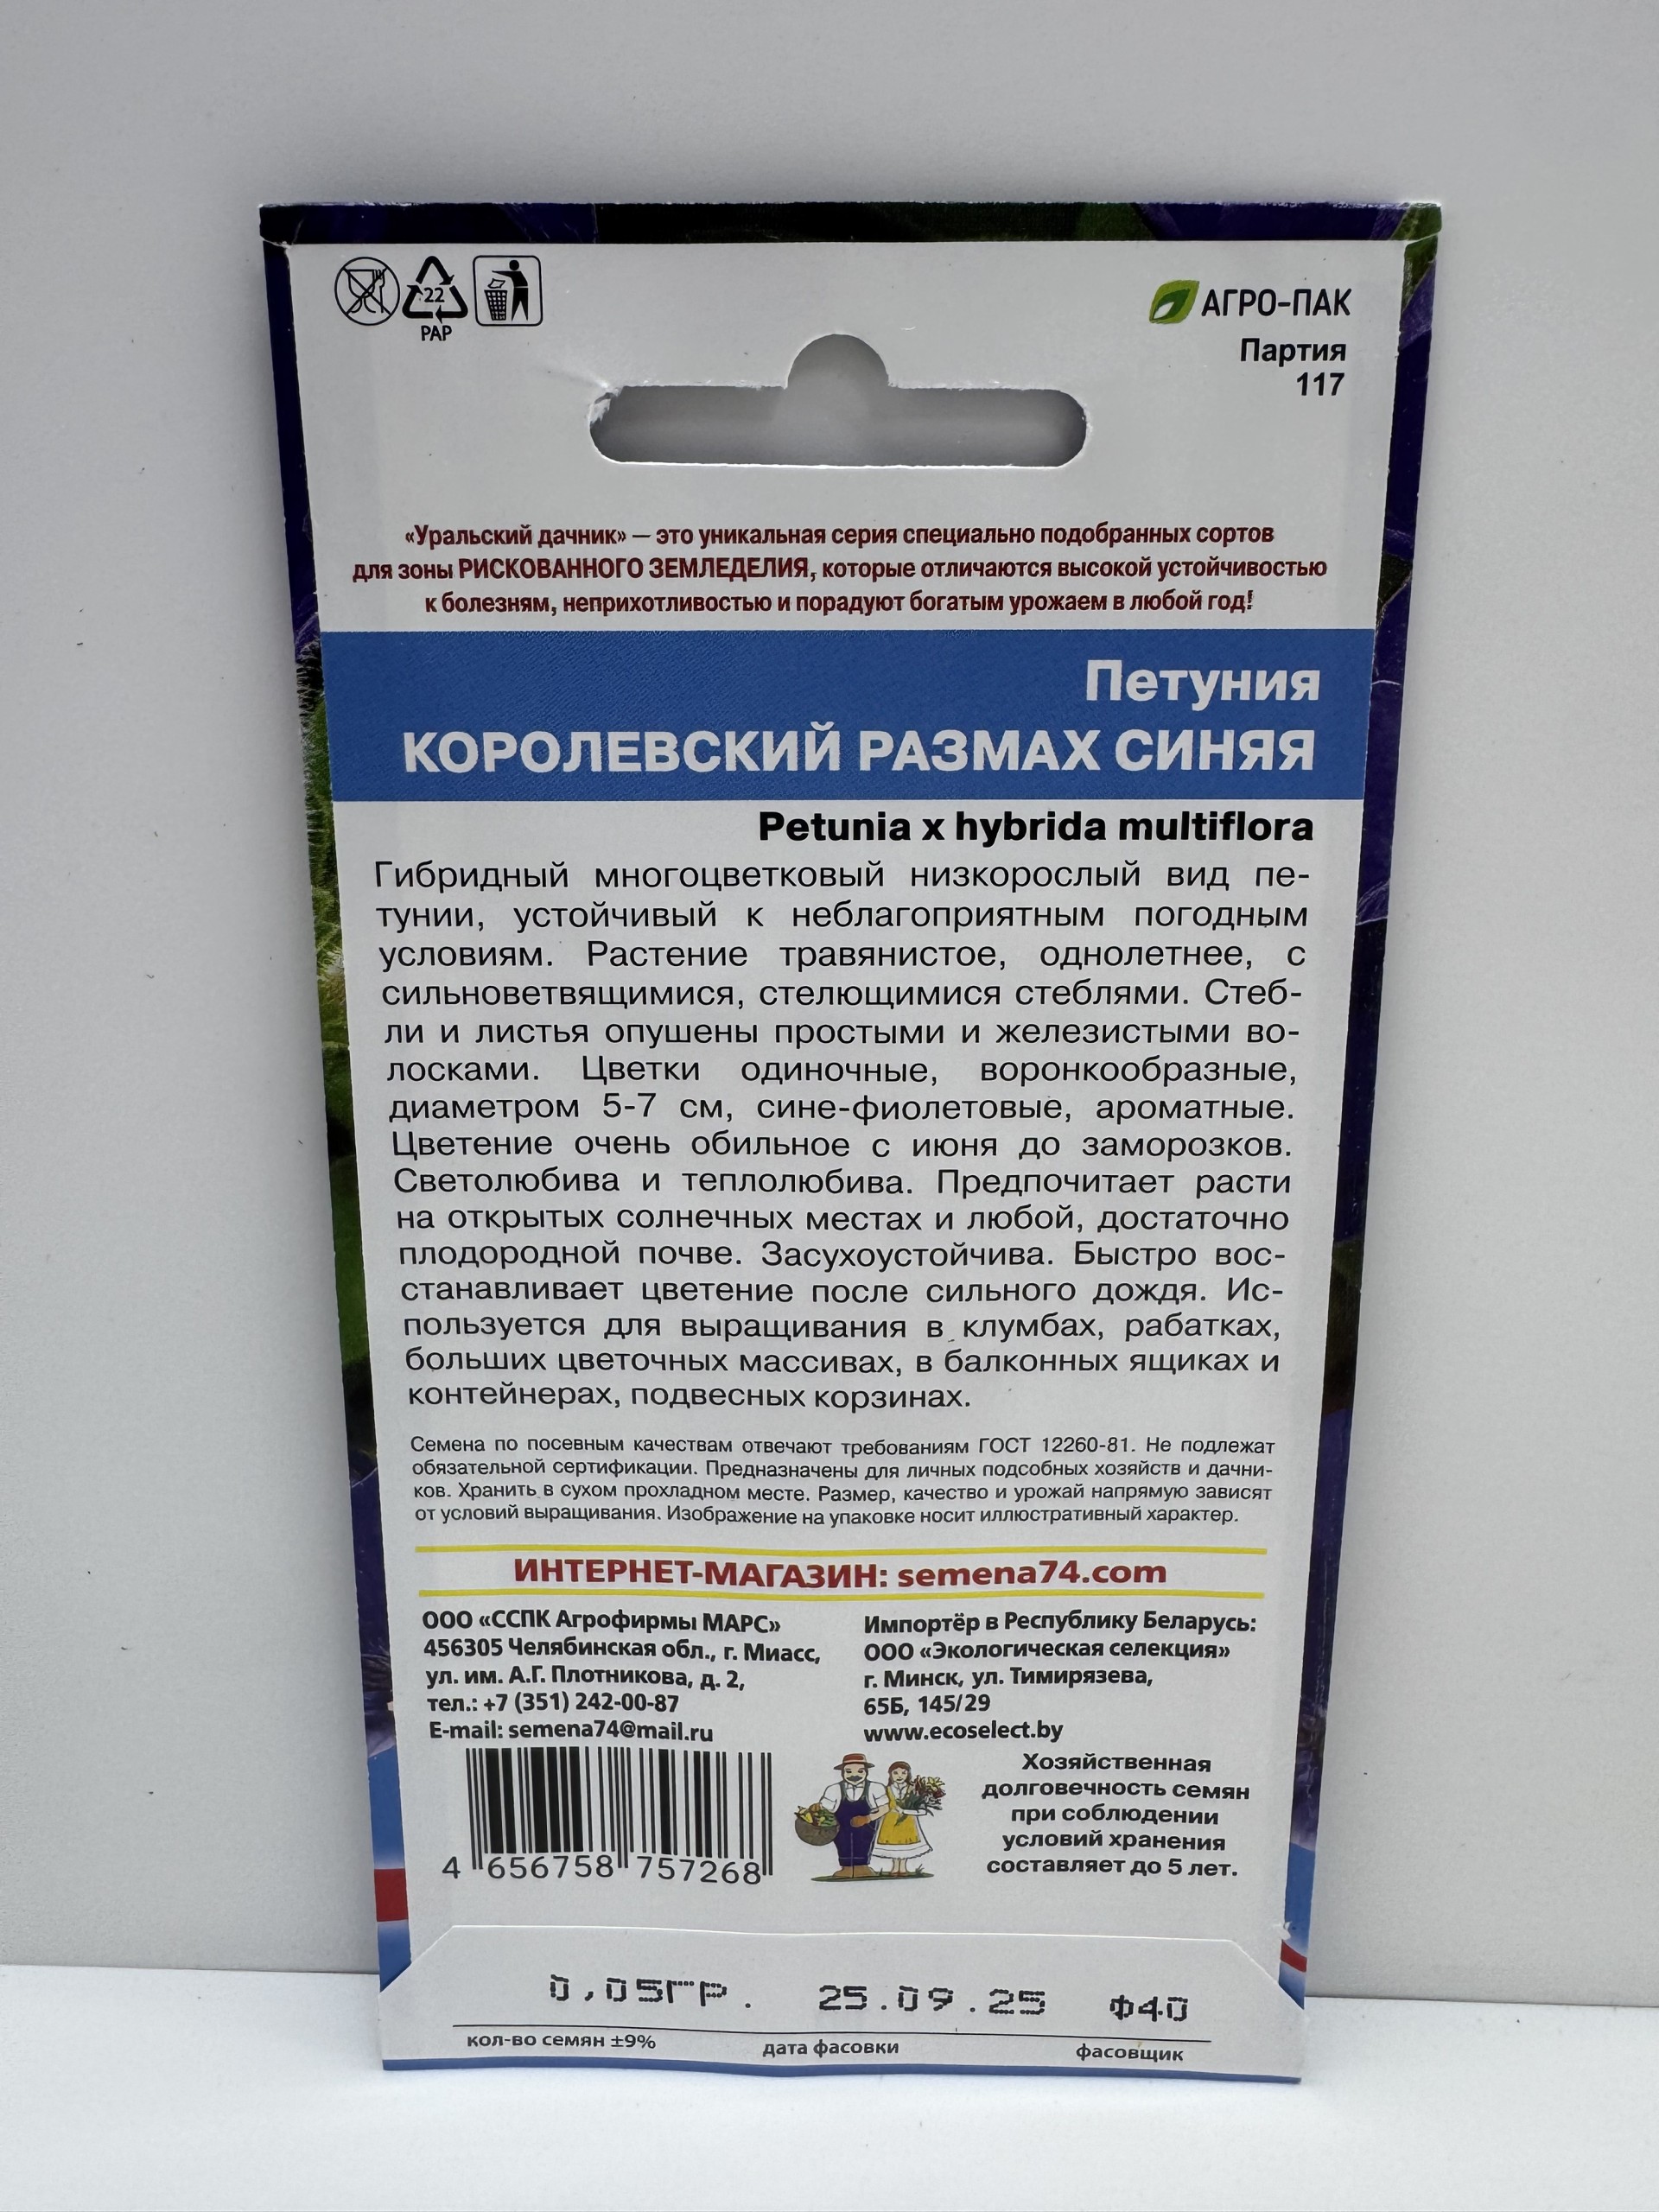 22
PAP
АГРО-ПАК
Партия
117
«Уральский дачник» — это уникальная серия специально подобранных сортов
для зоны РИСКОВАННОГО ЗЕМЛЕДЕЛИЯ, которые отличаются высокой устойчивостью
к болезням, неприхотливостью и порадуют богатым урожаем в любой год!
Петуния
КОРОЛЕВСКИЙ РАЗМАХ СИНЯЯ
Petunia x hybrida multiflora
Гибридный многоцветковый низкорослый вид пе-
тунии, устойчивый к неблагоприятным погодным
условиям. Растение травянистое, однолетнее, с
сильноветвящимися, стелющимися стеблями. Стеб-
ли и листья опушены простыми и железистыми во-
лосками. Цветки одиночные, воронкообразные,
диаметром 5-7 см, сине-фиолетовые, ароматные.
Цветение очень обильное с июня до заморозков.
Светолюбива и теплолюбива. Предпочитает расти
на открытых солнечных местах и любой, достаточно
плодородной почве. Засухоустойчива. Быстро вос-
станавливает цветение после сильного дождя. Ис-
пользуется для выращивания в клумбах, рабатках,
больших цветочных массивах, в балконных ящиках и
контейнерах, подвесных корзинах.
Семена по посевным качествам отвечают требованиям ГОСТ 12260-81. Не подлежат
обязательной сертификации. Предназначены для личных подсобных хозяйств и дачни-
ков. Хранить в сухом прохладном месте. Размер, качество и урожай напрямую зависят
от условий выращивания. Изображение на упаковке носит иллюстративный характер.
ИНТЕРНЕТ-МАГАЗИН: semena74.com
ООО «ССПК Агрофирмы МАРС»
456305 Челябинская обл., г. Миасс,
ул. им. А.Г. Плотникова, д. 2,
тел.: +7 (351) 242-00-87
E-mail: semena74@mail.ru
Импортёр в Республику Беларусь:
ООО «Экологическая селекция»
г. Минск, ул. Тимирязева,
65Б, 145/29
www.ecoselect.by
Хозяйственная
долговечность семян
при соблюдении
условий хранения
составляет до 5 лет.
4 656758 757268
0,05ГР. 25.09.25 Ф40
кол-во семян ±9% дата фасовки фасовщик